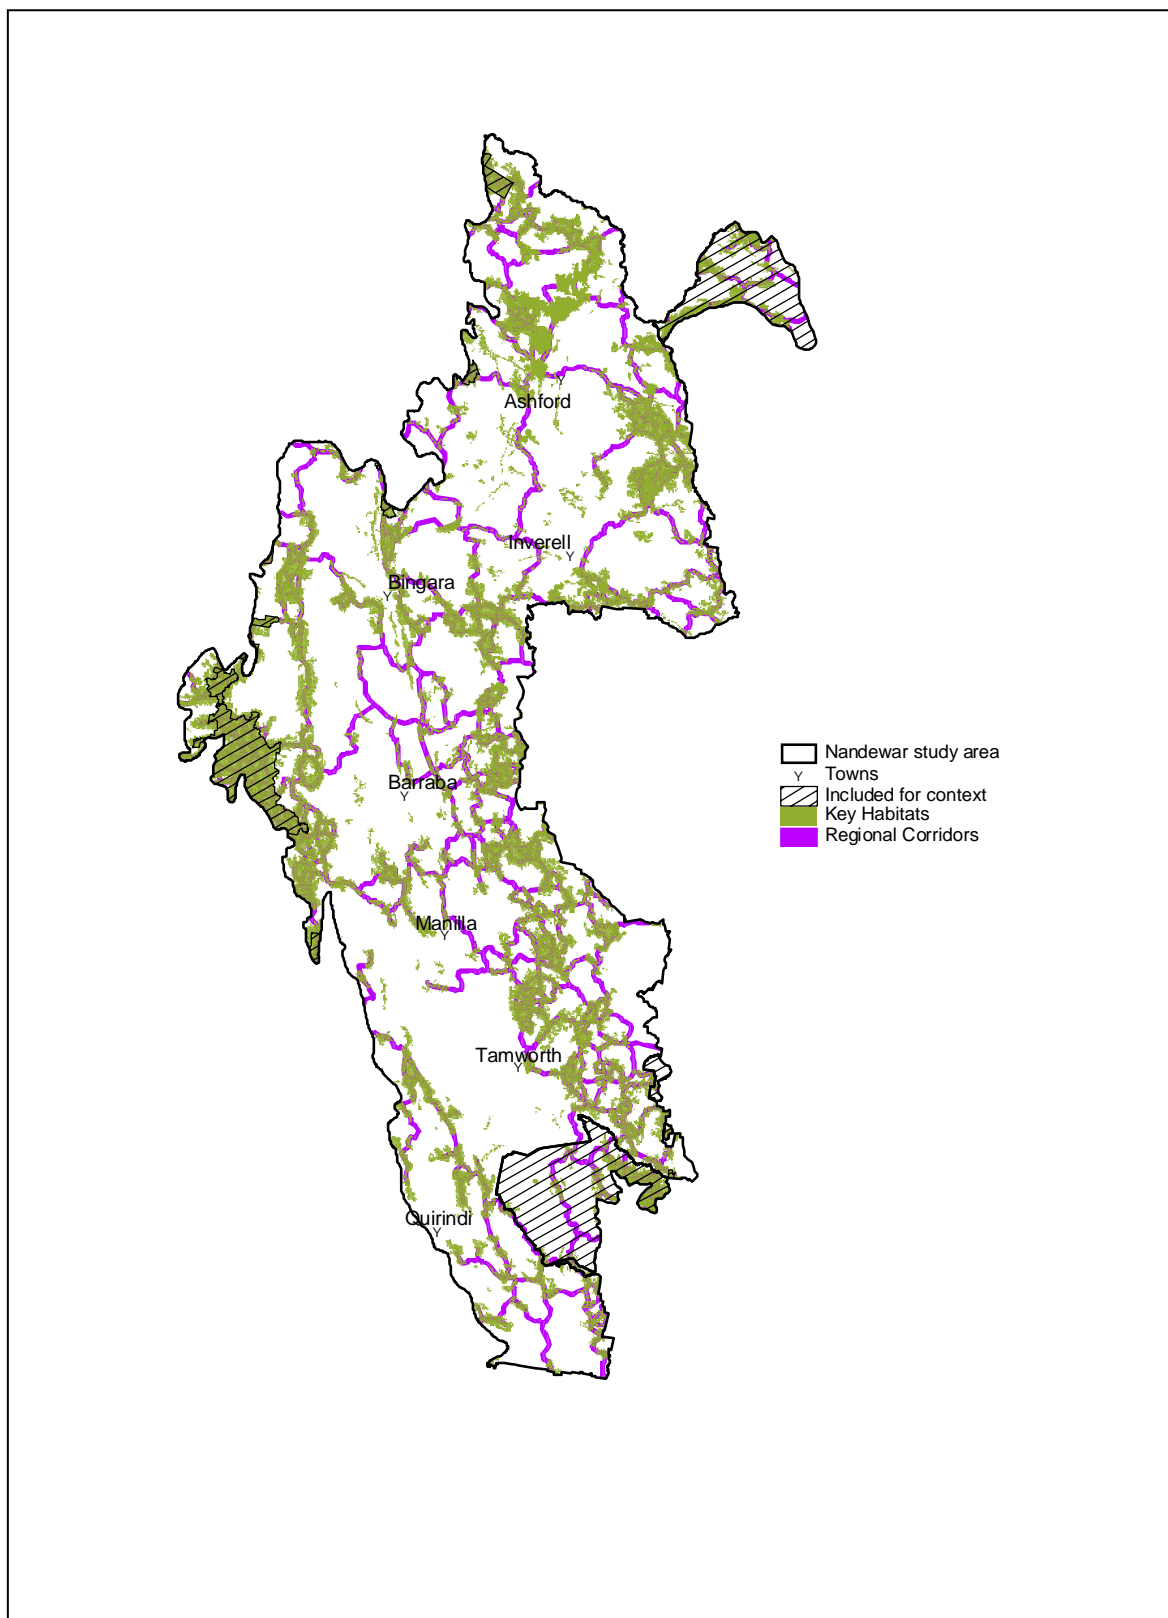 Ashford
Inverell
Bingara
Nandewar study area
Towns
Included for context
Key Habitats
Regional Corridors
Barraba
Manilla
Tamworth
Quirindi